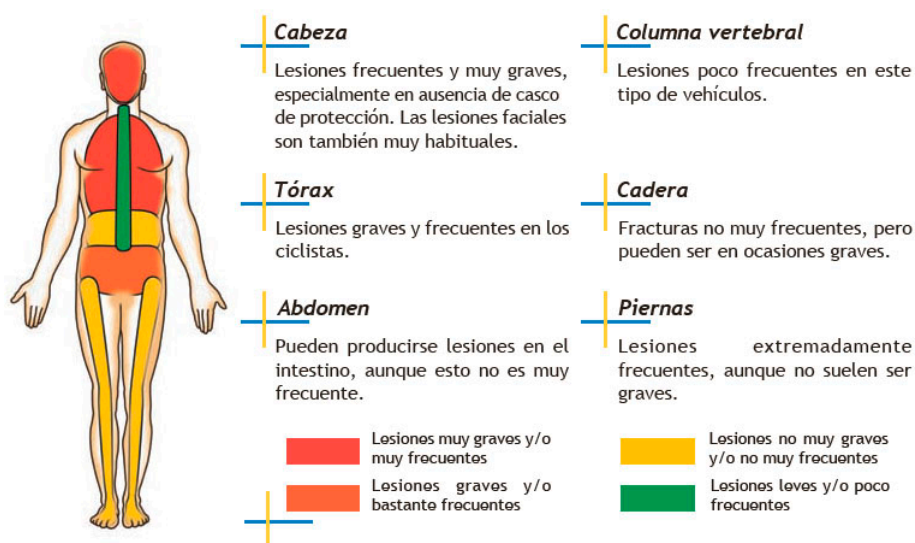 Cabeza
Lesiones frecuentes y muy graves,
especialmente en ausencia de casco
de protección. Las lesiones faciales
son también muy habituales.
Columna vertebral
Lesiones poco frecuentes en este
tipo de vehículos.
Tórax
Lesiones graves y frecuentes en los
ciclistas.
Cadera
Fracturas no muy frecuentes, pero
pueden ser en ocasiones graves.
Abdomen
Pueden producirse lesiones en el
intestino, aunque esto no es muy
frecuente.
Piernas
Lesiones extremadamente
frecuentes, aunque no suelen ser
graves.
Lesiones muy graves y/o
muy frecuentes
Lesiones graves y/o
bastante frecuentes
Lesiones no muy graves
y/o no muy frecuentes
Lesiones leves y/o poco
frecuentes